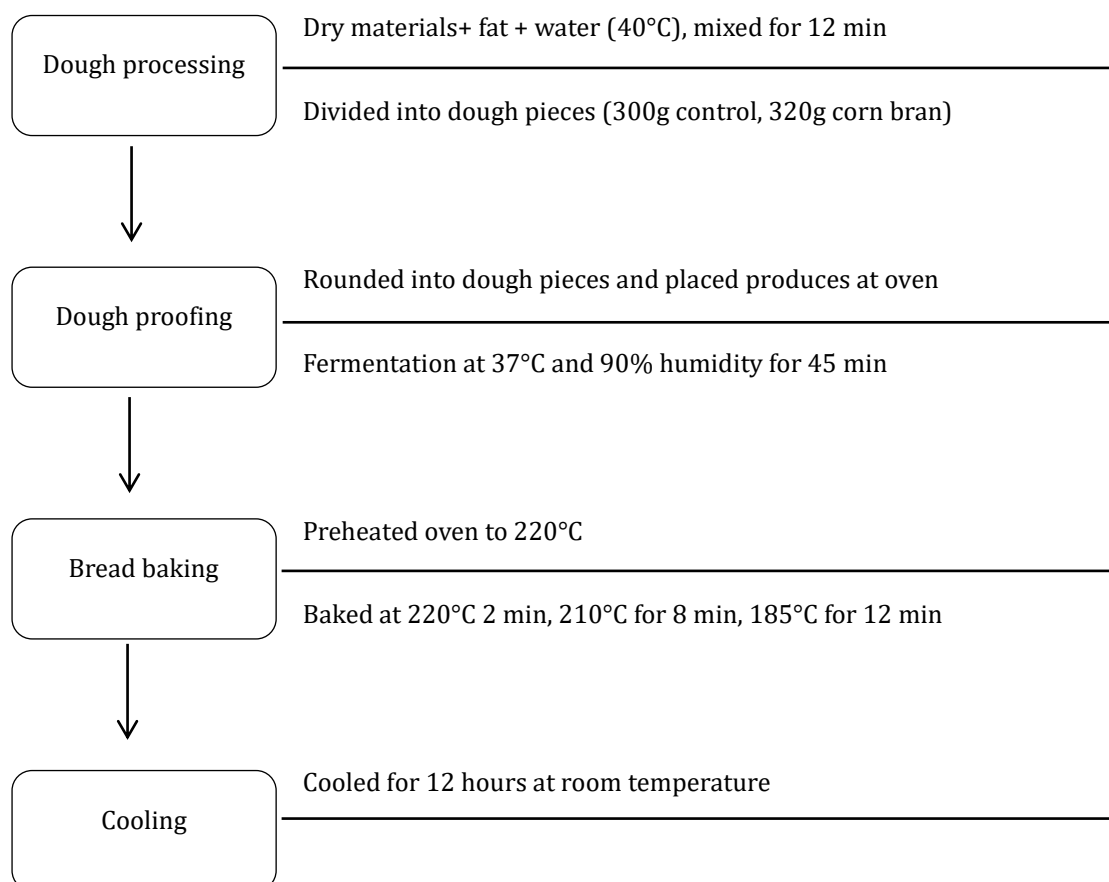 Dry materials+ fat + water (40°C), mixed for 12 min
Dough processing
Divided into dough pieces (300g control, 320g corn bran)
Rounded into dough pieces and placed produces at oven
Dough proofing
Fermentation at 37°C and 90% humidity for 45 min
Preheated oven to 220°C
Bread baking
Baked at 220°C 2 min, 210°C for 8 min, 185°C for 12 min
Cooled for 12 hours at room temperature
Cooling